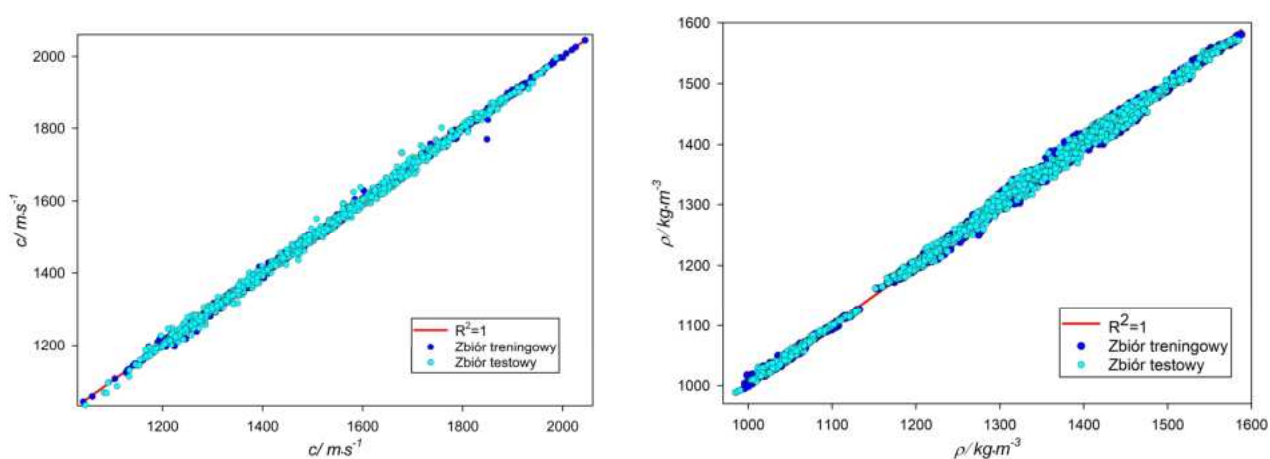 2000
1800
1600
1400
1200
c/ m·s⁻¹
R²=1
Zbiór treningowy
Zbiór testowy
1200 1400 1600 1800 2000
c/ m·s⁻¹
1600
1500
1400
1300
1200
1100
1000
ρ/ kg·m⁻³
R²=1
Zbiór treningowy
Zbiór testowy
1000 1100 1200 1300 1400 1500 1600
ρ/ kg·m⁻³